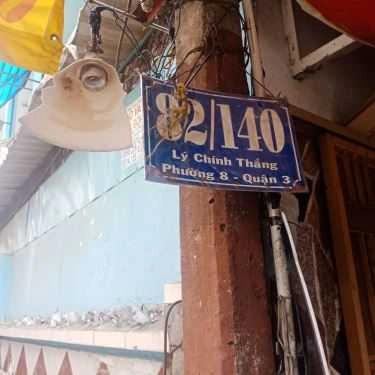 82/140
Lý Chính Thắng
Phường 8 - Quận 3